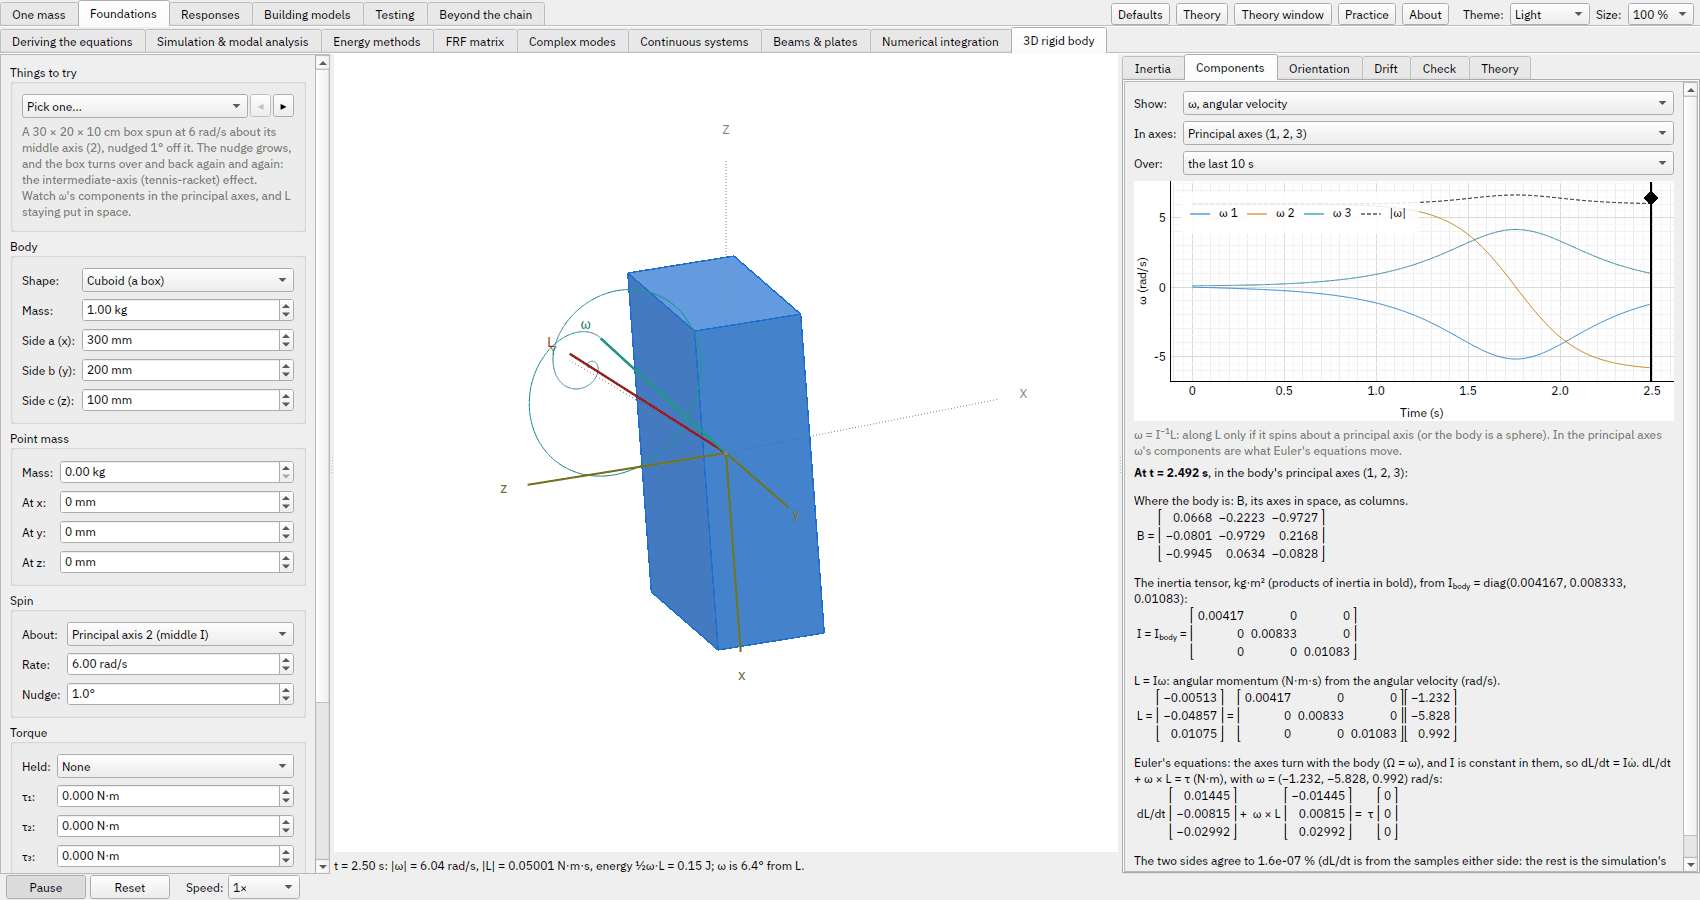 One mass Foundations Responses Building models Testing Beyond the chain Defaults Theory Theory window Practice About Theme: Light Size: 100 %
Deriving the equations Simulation & modal analysis Energy methods FRF matrix Complex modes Continuous systems Beams & plates Numerical integration 3D rigid body
Things to try
Pick one...
A 30 × 20 × 10 cm box spun at 6 rad/s about its
middle axis (2), nudged 1° off it. The nudge grows,
and the box turns over and back again and again:
the intermediate-axis (tennis-racket) effect.
Watch ω's components in the principal axes, and L
staying put in space.
Body
Shape: Cuboid (a box)
Mass: 1.00 kg
Side a (x): 300 mm
Side b (y): 200 mm
Side c (z): 100 mm
Point mass
Mass: 0.00 kg
At x: 0 mm
At y: 0 mm
At z: 0 mm
Spin
About: Principal axis 2 (middle I)
Rate: 6.00 rad/s
Nudge: 1.0°
Torque
Held: None
τ₁: 0.000 N·m
τ₂: 0.000 N·m
τ₃: 0.000 N·m
Pause Reset Speed: 1×
Z
X
ω
L
z
y
x
t = 2.50 s: |ω| = 6.04 rad/s, |L| = 0.05001 N·m·s, energy ½ω·L = 0.15 J; ω is 6.4° from L.
Inertia Components Orientation Drift Check Theory
Show: ω, angular velocity
In axes: Principal axes (1, 2, 3)
Over: the last 10 s
ω 1 ω 2 ω 3 |ω|
ω (rad/s)
5
0
-5
0 0.5 1.0 1.5 2.0 2.5
Time (s)
ω = I⁻¹L: along L only if it spins about a principal axis (or the body is a sphere). In the principal axes
ω's components are what Euler's equations move.
At t = 2.492 s, in the body's principal axes (1, 2, 3):
Where the body is: B, its axes in space, as columns.
0.0668 −0.2223 −0.9727
B = −0.0801 −0.9729 0.2168
−0.9945 0.0634 −0.0828
The inertia tensor, kg·m² (products of inertia in bold), from I_body = diag(0.004167, 0.008333,
0.01083):
0.00417 0 0
I = I_body = 0 0.00833 0
0 0 0.01083
L = Iω: angular momentum (N·m·s) from the angular velocity (rad/s).
−0.00513 0.00417 0 0 −1.232
L = −0.04857 = 0 0.00833 0 −5.828
0.01075 0 0 0.01083 0.992
Euler's equations: the axes turn with the body (Ω = ω), and I is constant in them, so dL/dt = Iω̇. dL/dt
+ ω × L = τ (N·m), with ω = (−1.232, −5.828, 0.992) rad/s:
0.01445 −0.01445 0
dL/dt −0.00815 + ω × L 0.00815 = τ 0
−0.02992 0.02992 0
The two sides agree to 1.6e-07 % (dL/dt is from the samples either side: the rest is the simulation's